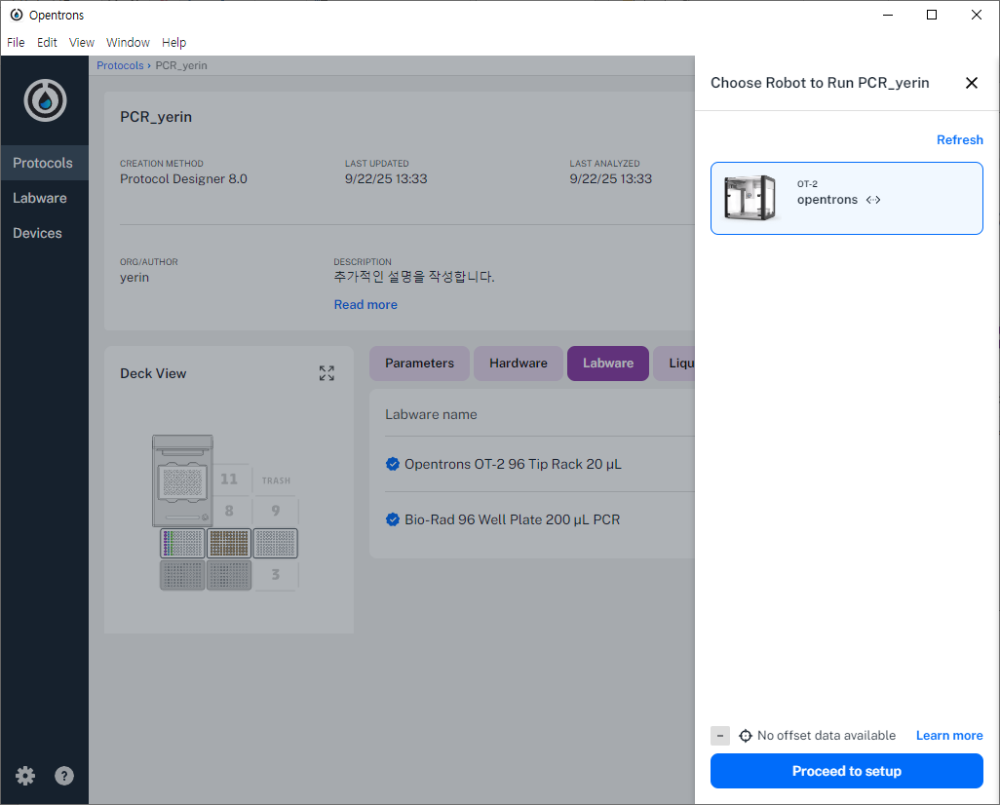 Opentrons
File Edit View Window Help
Protocols › PCR_yerin
Protocols
Labware
Devices
PCR_yerin
CREATION METHOD
Protocol Designer 8.0
LAST UPDATED
9/22/25 13:33
LAST ANALYZED
9/22/25 13:33
ORG/AUTHOR
yerin
DESCRIPTION
추가적인 설명을 작성합니다.
Read more
Deck View
11 TRASH
8 9
3
Parameters Hardware Labware Liqu
Labware name
Opentrons OT-2 96 Tip Rack 20 µL
Bio-Rad 96 Well Plate 200 µL PCR
Choose Robot to Run PCR_yerin
Refresh
OT-2
opentrons
No offset data available Learn more
Proceed to setup